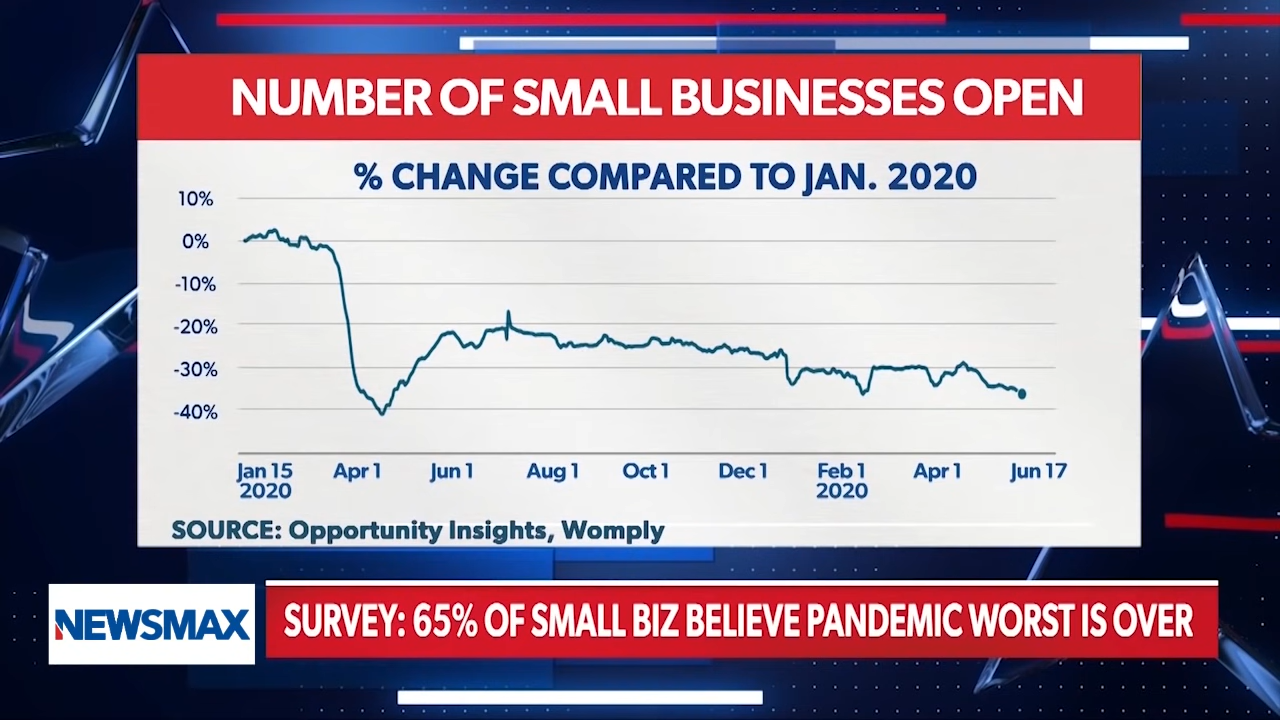 NUMBER OF SMALL BUSINESSES OPEN
% CHANGE COMPARED TO JAN. 2020
10%
0%
-10%
-20%
-30%
-40%
Jan 15 Apr 1 Jun 1 Aug 1 Oct 1 Dec 1 Feb 1 Apr 1 Jun 17
2020 2020
SOURCE: Opportunity Insights, Womply
NEWSMAX
SURVEY: 65% OF SMALL BIZ BELIEVE PANDEMIC WORST IS OVER